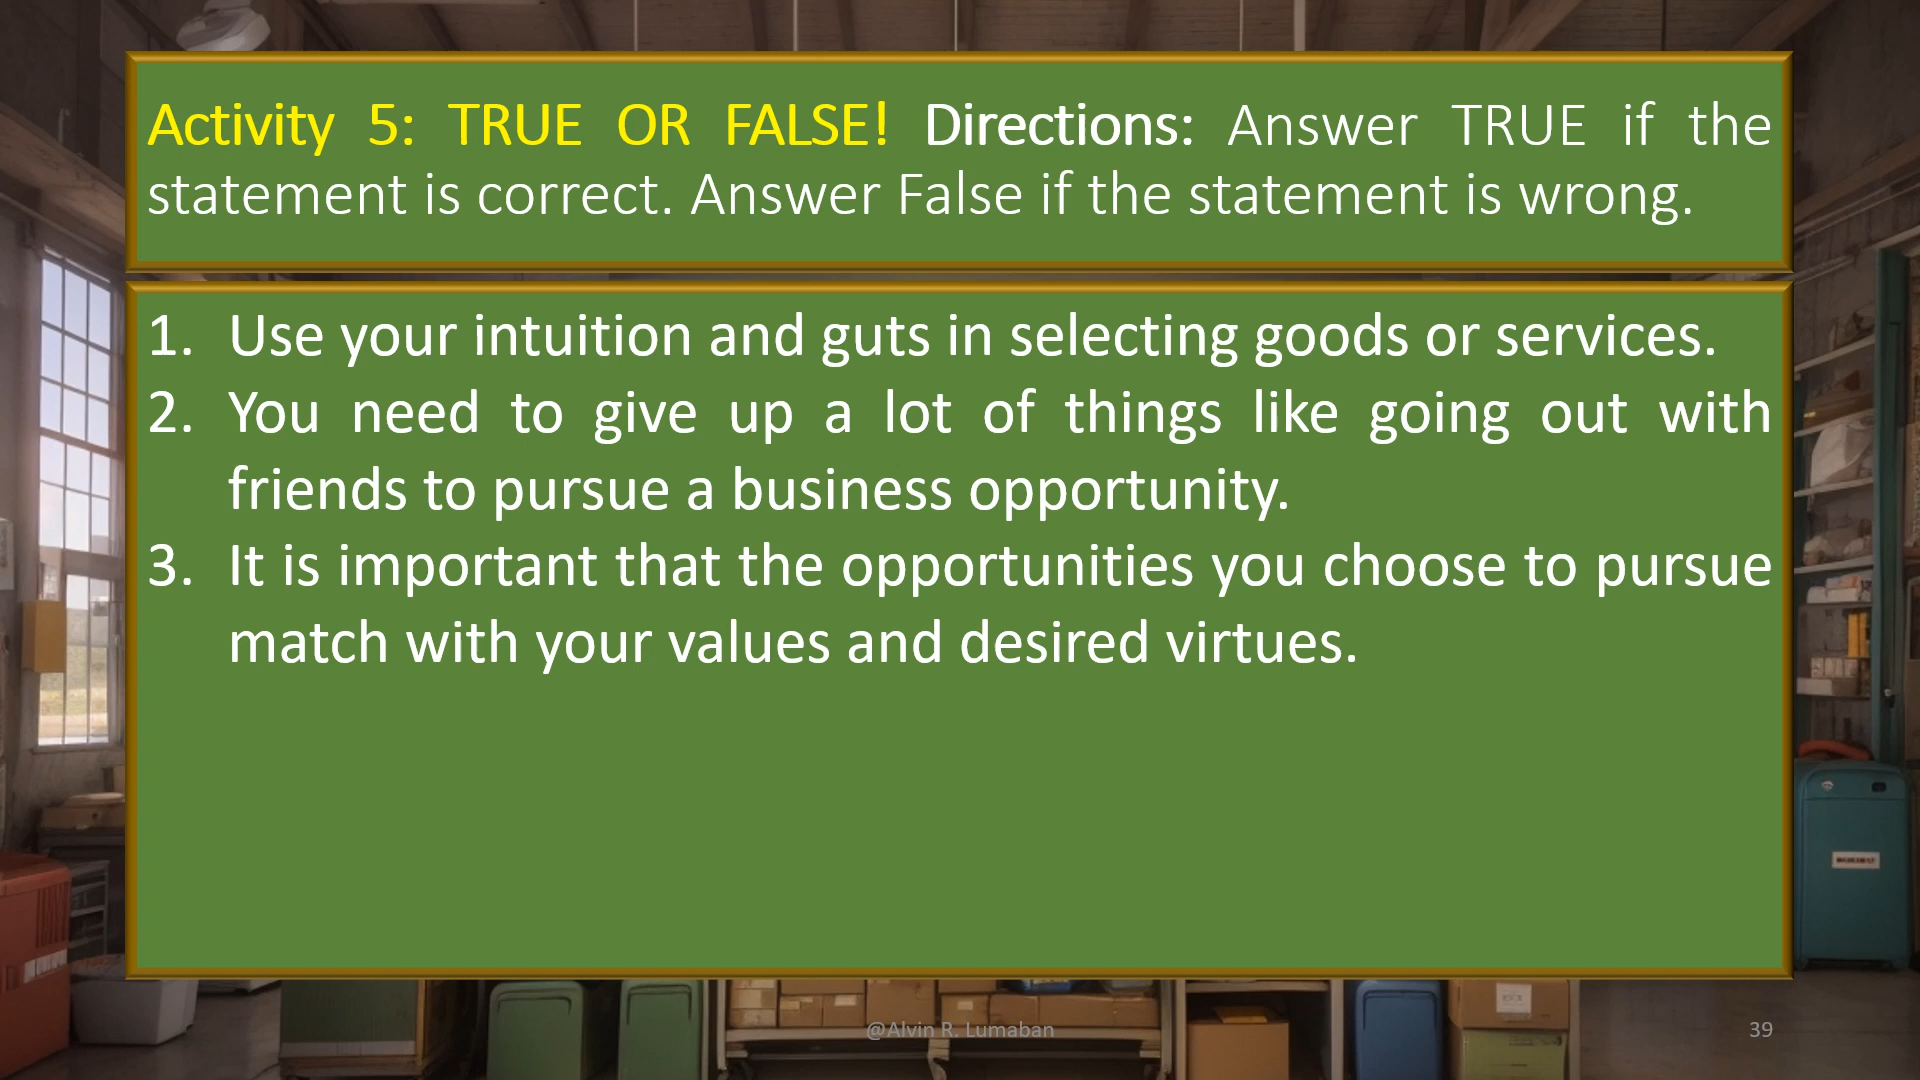 Activity 5: TRUE OR FALSE! Directions: Answer TRUE if the
statement is correct. Answer False if the statement is wrong.
1. Use your intuition and guts in selecting goods or services.
2. You need to give up a lot of things like going out with
friends to pursue a business opportunity.
3. It is important that the opportunities you choose to pursue
match with your values and desired virtues.
@Alvin R. Lumaban
39